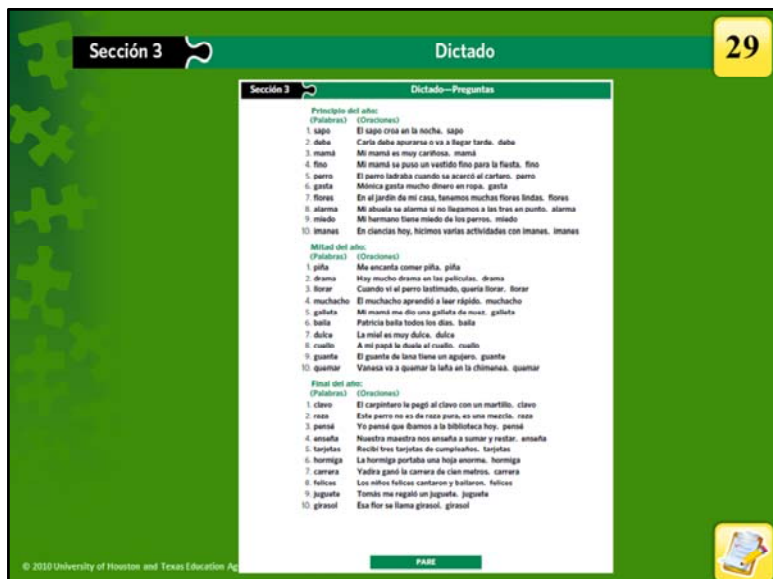 Sección 3
Dictado
29
Sección 3
Dictado—Preguntas
Principio del año:
(Palabras) (Oraciones)
1. sapo El sapo croa en la noche. sapo
2. debe Carla debe apurarse o va a llegar tarde. debe
3. mamá Mi mamá es muy cariñosa. mamá
4. fino Mi mamá se puso un vestido fino para la fiesta. fino
5. perro El perro ladraba cuando se acercó el cartero. perro
6. gasta Mónica gasta mucho dinero en ropa. gasta
7. flores En el jardín de mi casa, tenemos muchas flores lindas. flores
8. alarma Mi abuela se alarma si no llegamos a las tres en punto. alarma
9. miedo Mi hermano tiene miedo de los perros. miedo
10. imanes En ciencias hoy, hicimos varias actividades con imanes. imanes
Mitad del año:
(Palabras) (Oraciones)
1. piña Me encanta comer piña. piña
2. drama Hay mucho drama en las películas. drama
3. llorar Cuando vi el perro lastimado, quería llorar. llorar
4. muchacho El muchacho aprendió a leer rápido. muchacho
5. galleta Mi mamá me dio una galleta de nuez. galleta
6. baila Patricia baila todos los días. baila
7. dulce La miel es muy dulce. dulce
8. cuello A mi papá le duele el cuello. cuello
9. guante El guante de lana tiene un agujero. guante
10. quemar Vanesa va a quemar la leña en la chimenea. quemar
Final del año:
(Palabras) (Oraciones)
1. clavo El carpintero le pegó al clavo con un martillo. clavo
2. raza Este perro no es de raza pura, es una mezcla. raza
3. pensé Yo pensé que íbamos a la biblioteca hoy. pensé
4. enseña Nuestra maestra nos enseña a sumar y restar. enseña
5. tarjetas Recibí tres tarjetas de cumpleaños. tarjetas
6. hormiga La hormiga portaba una hoja enorme. hormiga
7. carrera Yadira ganó la carrera de cien metros. carrera
8. felices Los niños felices cantaron y bailaron. felices
9. juguete Tomás me regaló un juguete. juguete
10. girasol Esa flor se llama girasol. girasol
PARE
© 2010 University of Houston and Texas Education Ag